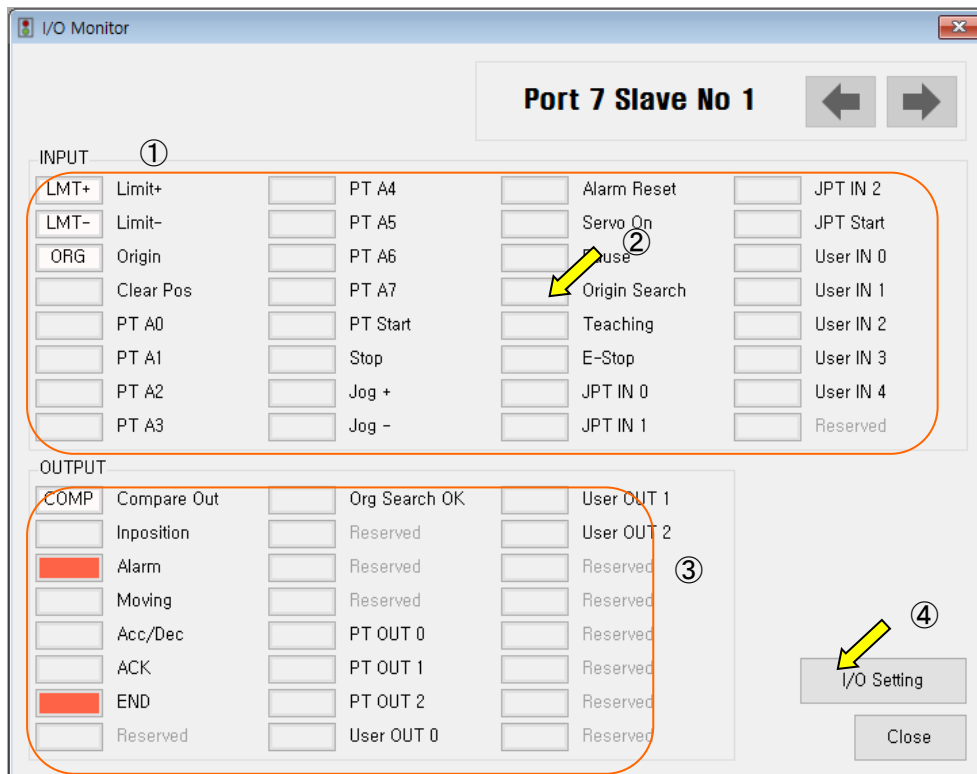 I/O Monitor
Port 7 Slave No 1
INPUT ①
LMT+ Limit+ PT A4 Alarm Reset JPT IN 2
LMT- Limit- PT A5 Servo On JPT Start
②
ORG Origin PT A6 Pause User IN 0
Clear Pos PT A7 Origin Search User IN 1
PT A0 PT Start Teaching User IN 2
PT A1 Stop E-Stop User IN 3
PT A2 Jog + JPT IN 0 User IN 4
PT A3 Jog - JPT IN 1 Reserved
OUTPUT
COMP Compare Out Org Search OK User OUT 1
Inposition Reserved User OUT 2
Alarm Reserved Reserved ③
Moving Reserved Reserved
Acc/Dec PT OUT 0 Reserved ④
ACK PT OUT 1 Reserved I/O Setting
END PT OUT 2 Reserved
Reserved User OUT 0 Reserved Close